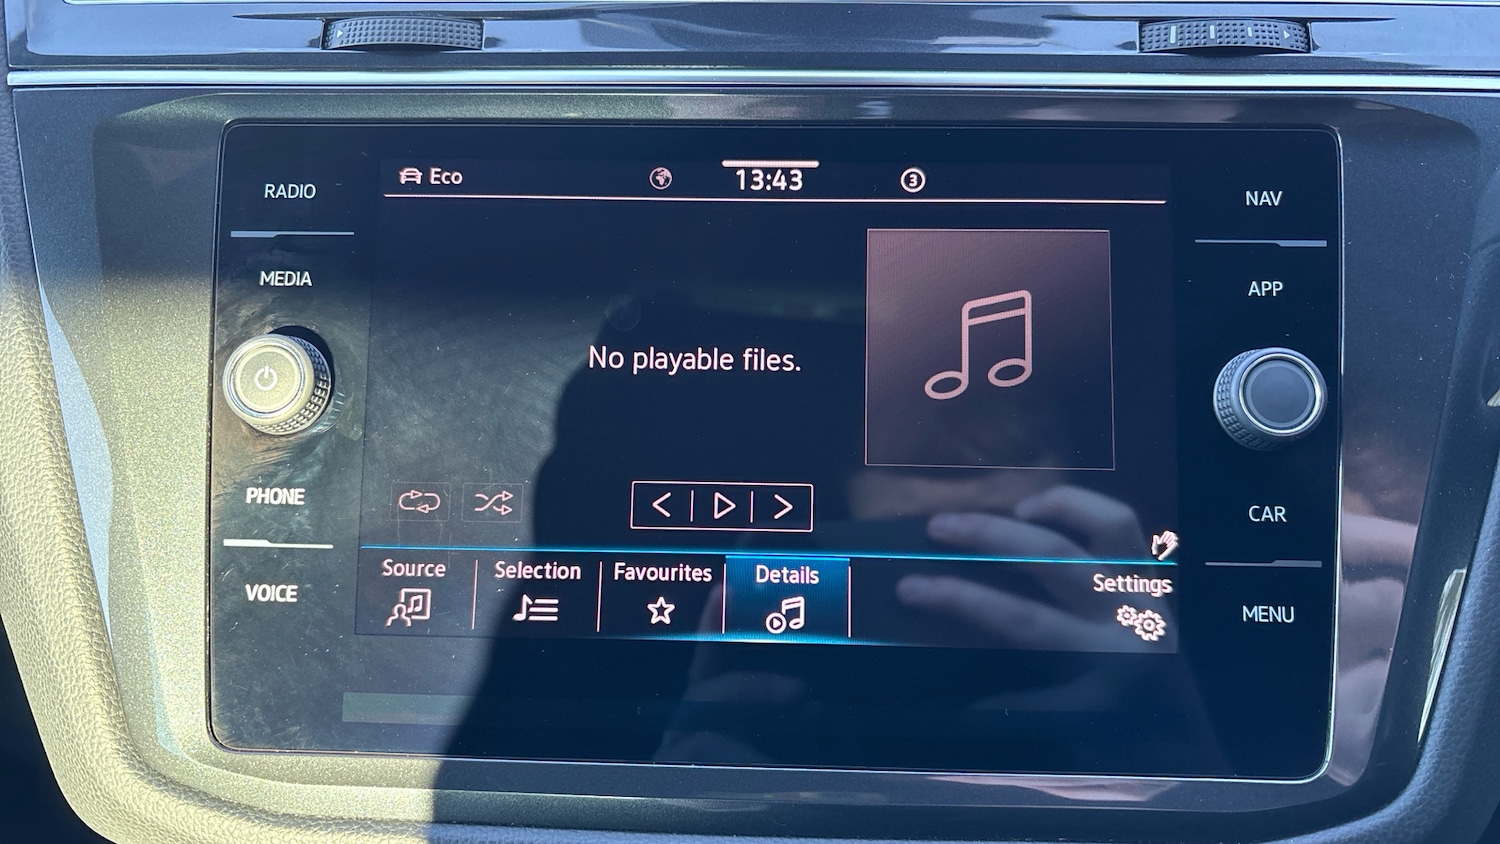 Eco
13:43
3
RADIO
NAV
MEDIA
APP
No playable files.
PHONE
CAR
VOICE
MENU
Source
Selection
Favourites
Details
Settings